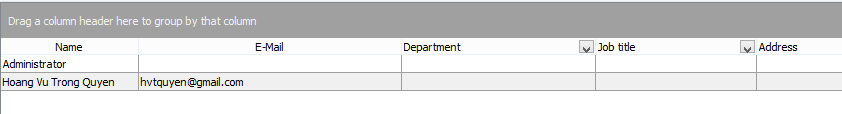 Drag a column header here to group by that column
Name E-Mail Department Job title Address
Administrator
Hoang Vu Trong Quyen hvtquyen@gmail.com